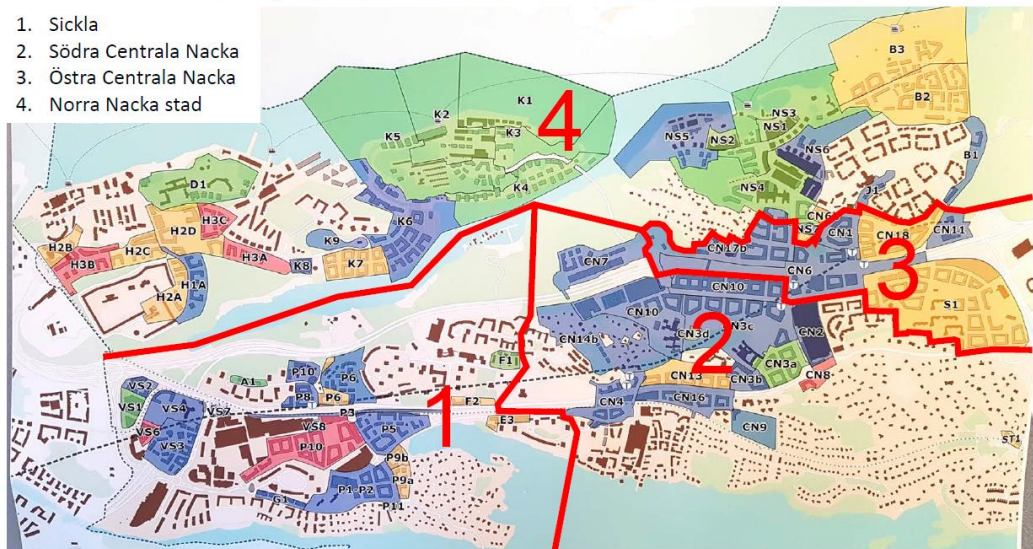 1. Sickla
2. Södra Centrala Nacka
3. Östra Centrala Nacka
4. Norra Nacka stad
B3
B2
K1
K2
K3
4
K5
K4
NS3
NS1
NS2
NS5
NS6
NS4
B1
J1
D1
H3C
H2D
H2B
H2C
H3B
H3A
H1A
H2A
K6
K9
K8
K7
CN6
CN1
CN18
CN11
CN17b
CN7
CN6
3
CN10
S1
CN10
CN3d
2
CN2
CN14b
F1
CN13
CN3a
CN3b
CN8
VS2
A1
P10
P6
P8
P6
VS1
VS4
VS7
P3
1
F2
E3
CN4
CN16
CN9
VS6
VS8
P5
VS3
P10
P9b
P9a
G1
P1
P2
P11
ST1